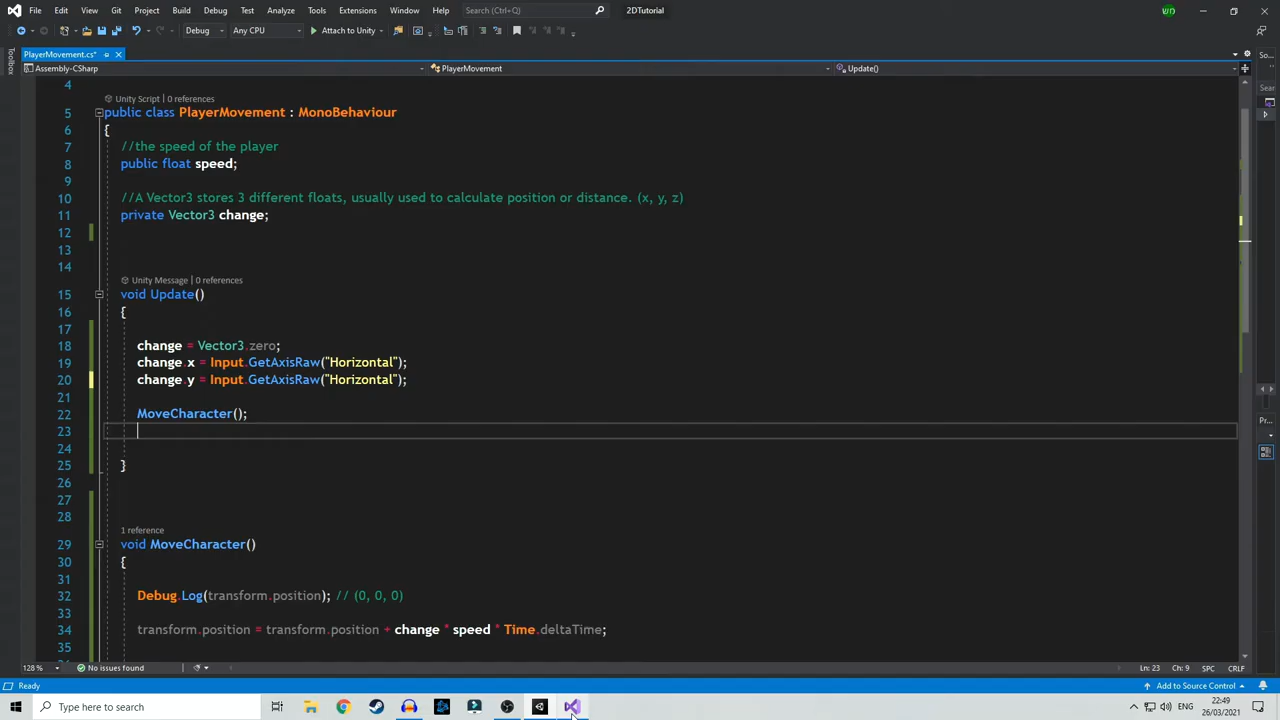 File Edit View Git Project Build Debug Test Analyze Tools Extensions Window Help Search (Ctrl+Q) 2DTutorial
Debug Any CPU Attach to Unity
PlayerMovement.cs*
Assembly-CSharp PlayerMovement Update()
Toolbox
4
Unity Script | 0 references
5 public class PlayerMovement : MonoBehaviour
6 {
7 //the speed of the player
8 public float speed;
9
10 //A Vector3 stores 3 different floats, usually used to calculate position or distance. (x, y, z)
11 private Vector3 change;
12
13
14
Unity Message | 0 references
15 void Update()
16 {
17
18 change = Vector3.zero;
19 change.x = Input.GetAxisRaw("Horizontal");
20 change.y = Input.GetAxisRaw("Horizontal");
21
22 MoveCharacter();
23
24
25 }
26
27
28
1 reference
29 void MoveCharacter()
30 {
31
32 Debug.Log(transform.position); // (0, 0, 0)
33
34 transform.position = transform.position + change * speed * Time.deltaTime;
35
128 % No issues found Ln: 23 Ch: 9 SPC CRLF
Ready Add to Source Control
Type here to search ENG 22:49
26/03/2021